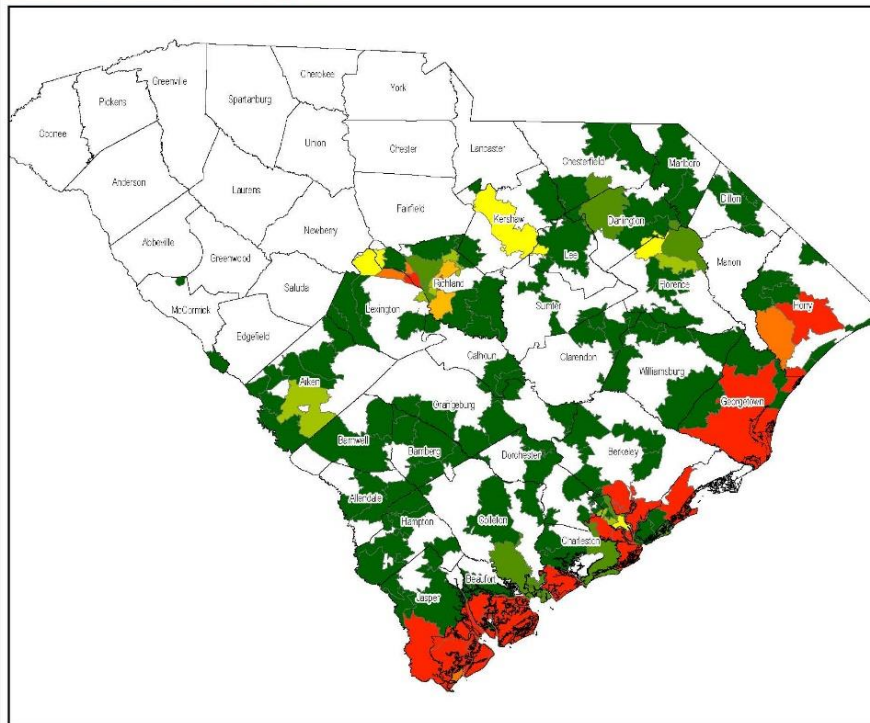 Cherokee
Greenville
York
Pickens
Spartanburg
Oconee
Union
Chester
Lancaster
Chesterfield
Marlboro
Anderson
Laurens
Dillon
Fairfield
Kershaw
Darlington
Newberry
Abbeville
Greenwood
Lee
Marion
Saluda
Richland
Florence
Horry
McCormick
Lexington
Sumter
Edgefield
Calhoun
Clarendon
Williamsburg
Aiken
Georgetown
Orangeburg
Barnwell
Bamberg
Dorchester
Berkeley
Allendale
Hampton
Colleton
Charleston
Beaufort
Jasper